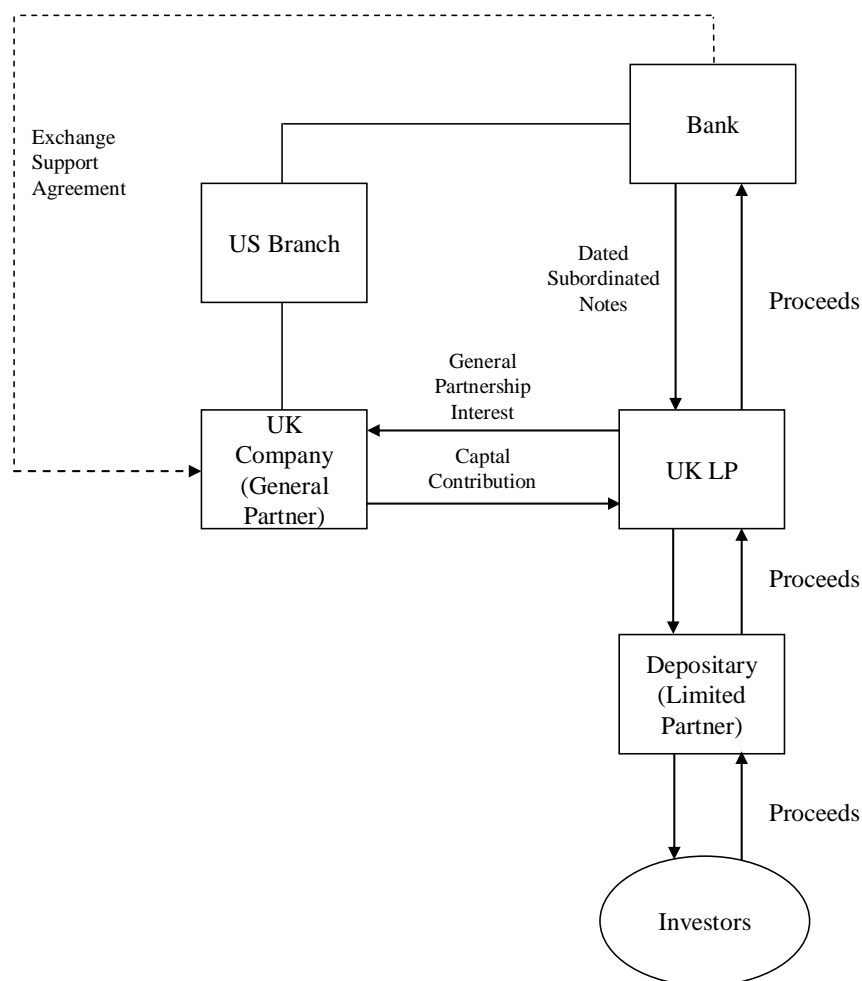 Bank
Exchange
Support
Agreement
US Branch
Dated
Subordinated
Notes
Proceeds
General
Partnership
Interest
UK
Company
(General
Partner)
Captal
Contribution
UK LP
Proceeds
Depositary
(Limited
Partner)
Proceeds
Investors